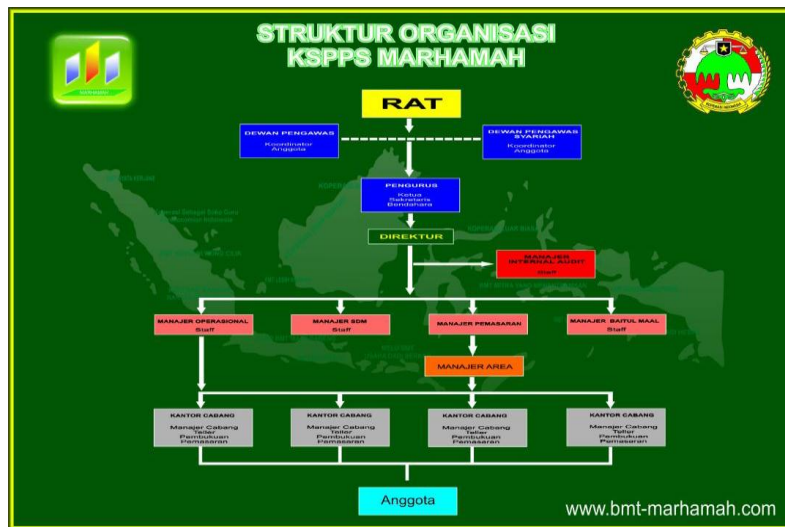 STRUKTUR ORGANISASI
KSPPS MARHAMAH
RAT
DEWAN PENGAWAS
Koordinator
Anggota
DEWAN PENGAWAS
SYARIAH
Koordinator
Anggota
PENGURUS
Ketua
Sekretaris
Bendahara
DIREKTUR
MANAJER
INTERNAL AUDIT
Staff
MANAJER OPERASIONAL
Staff
MANAJER SDM
Staff
MANAJER PEMASARAN
MANAJER BAITUL MAAL
Staff
MANAJER AREA
KANTOR CABANG
Manajer Cabang
Teller
Pembukuan
Pemasaran
KANTOR CABANG
Manajer Cabang
Teller
Pembukuan
Pemasaran
KANTOR CABANG
Manajer Cabang
Teller
Pembukuan
Pemasaran
KANTOR CABANG
Manajer Cabang
Teller
Pembukuan
Pemasaran
Anggota
www.bmt-marhamah.com